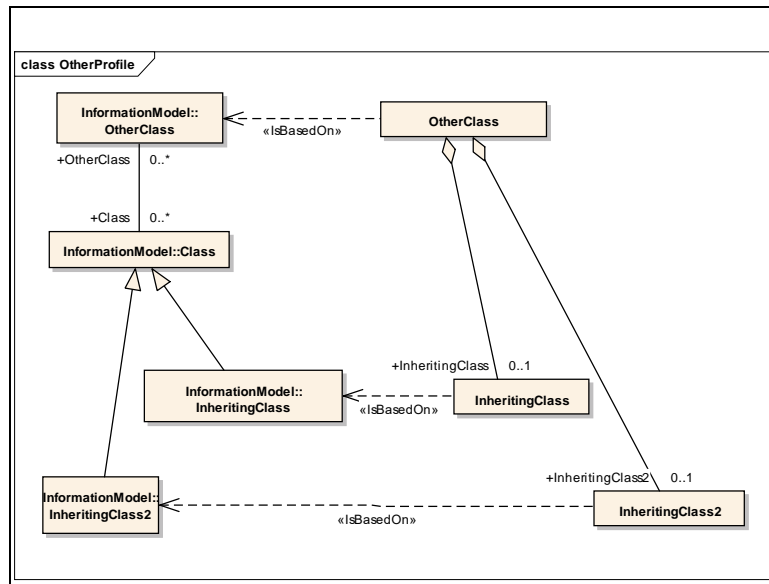 class OtherProfile
InformationModel::
OtherClass
OtherClass
«IsBasedOn»
+OtherClass 0..*
+Class 0..*
InformationModel::Class
+InheritingClass 0..1
InformationModel::
InheritingClass
InheritingClass
«IsBasedOn»
+InheritingClass2 0..1
InformationModel::
InheritingClass2
InheritingClass2
«IsBasedOn»